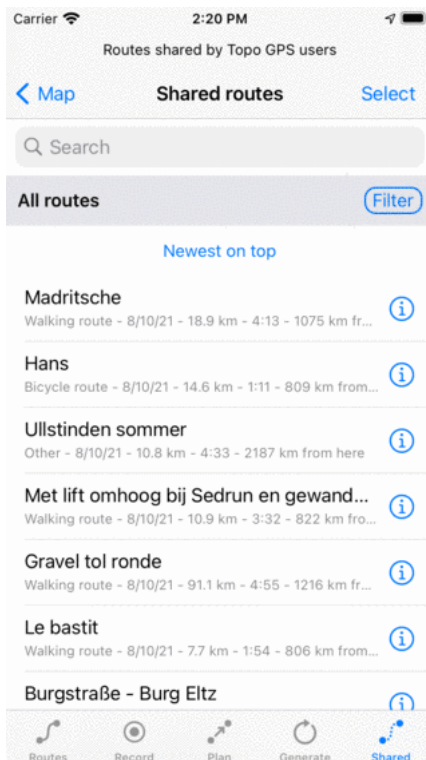 Carrier 2:20 PM
Routes shared by Topo GPS users
Map Shared routes Select
Search
All routes Filter
Newest on top
Madritsche
Walking route - 8/10/21 - 18.9 km - 4:13 - 1075 km fr...
Hans
Bicycle route - 8/10/21 - 14.6 km - 1:11 - 809 km from...
Ullstinden sommer
Other - 8/10/21 - 10.8 km - 4:33 - 2187 km from here
Met lift omhoog bij Sedrun en gewand...
Walking route - 8/10/21 - 10.9 km - 3:32 - 822 km fro...
Gravel tol ronde
Walking route - 8/10/21 - 91.1 km - 4:55 - 1216 km fr...
Le bastit
Walking route - 8/10/21 - 7.7 km - 1:54 - 806 km from...
Burgstraße - Burg Eltz
Routes Record Plan Generate Shared